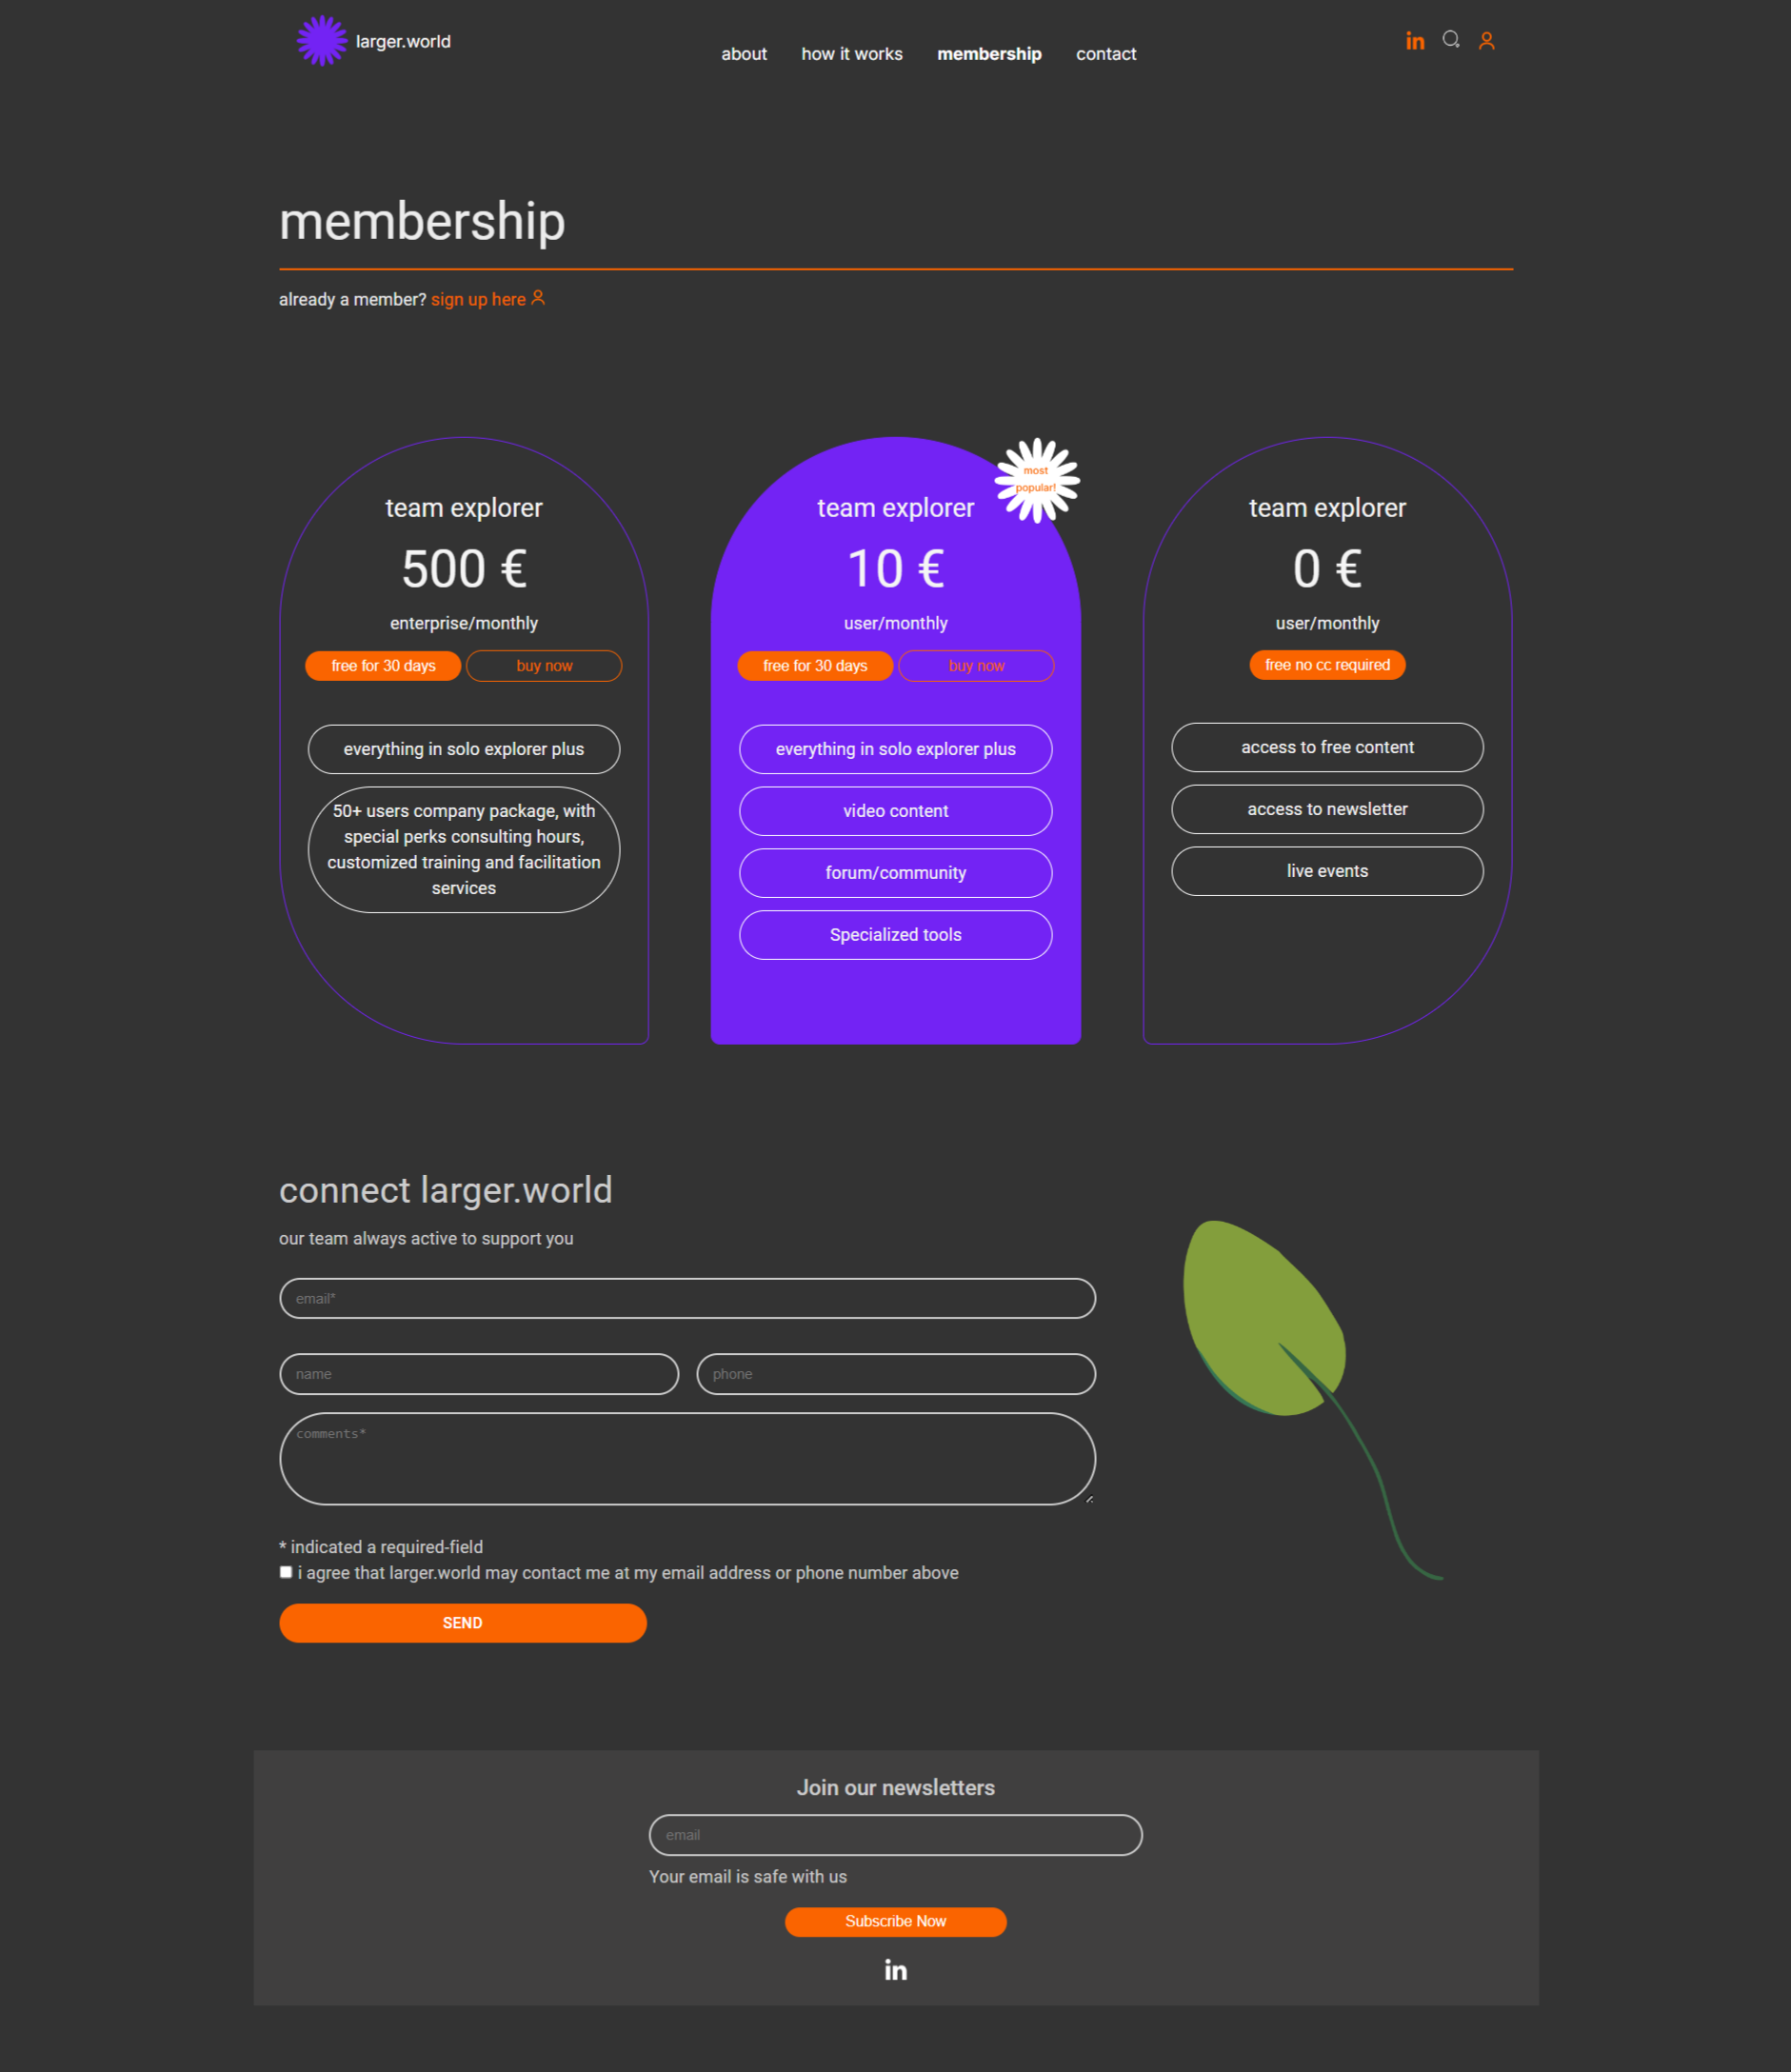 larger.world
about
how it works
membership
contact
in
membership
already a member? sign up here
team explorer
500 €
enterprise/monthly
free for 30 days
buy now
everything in solo explorer plus
50+ users company package, with
special perks consulting hours,
customized training and facilitation
services
most
popular!
team explorer
10 €
user/monthly
free for 30 days
buy now
everything in solo explorer plus
video content
forum/community
Specialized tools
team explorer
0 €
user/monthly
free no cc required
access to free content
access to newsletter
live events
connect larger.world
our team always active to support you
email*
name
phone
comments*
* indicated a required-field
i agree that larger.world may contact me at my email address or phone number above
SEND
Join our newsletters
email
Your email is safe with us
Subscribe Now
in